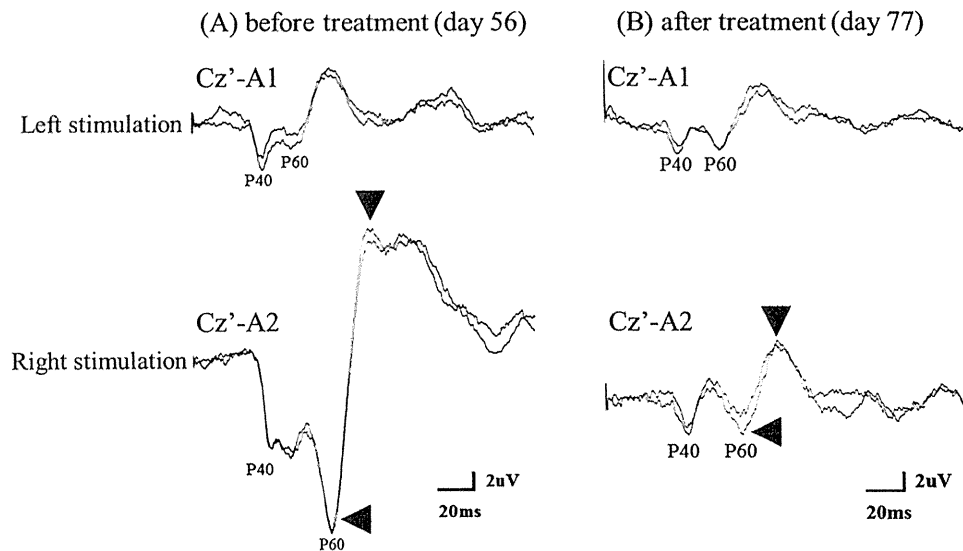 (A) before treatment (day 56)
(B) after treatment (day 77)
Cz'-A1
Cz'-A1
Left stimulation
P40
P60
P40
P60
Cz'-A2
Cz'-A2
Right stimulation
P40
P60
P40
P60
2uV
20ms
2uV
20ms